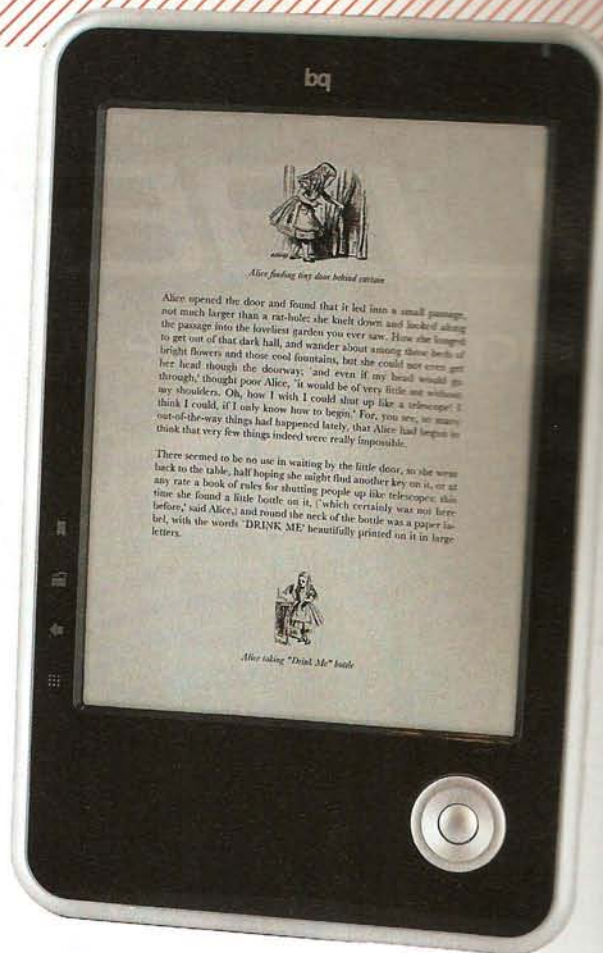 bq
Alice finding tiny door behind curtain
Alice opened the door and found that it led into a small passage,
not much larger than a rat-hole: she knelt down and looked along
the passage into the loveliest garden you ever saw. How she longed
to get out of that dark hall, and wander about among those beds of
bright flowers and those cool fountains, but she could not even get
her head though the doorway; 'and even if my head would go
through,' thought poor Alice, 'it would be of very little use without
my shoulders. Oh, how I wish I could shut up like a telescope! I
think I could, if I only know how to begin.' For, you see, so many
out-of-the-way things had happened lately, that Alice had begun to
think that very few things indeed were really impossible.
There seemed to be no use in waiting by the little door, so she went
back to the table, half hoping she might find another key on it, or at
any rate a book of rules for shutting people up like telescopes: this
time she found a little bottle on it, ('which certainly was not here
before,' said Alice,) and round the neck of the bottle was a paper la-
bel, with the words 'DRINK ME' beautifully printed on it in large
letters.
Alice taking "Drink Me" bottle